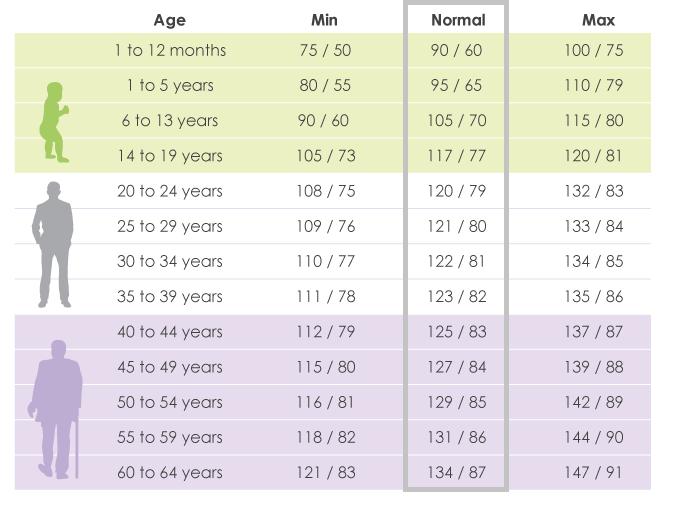 Age Min Normal Max
1 to 12 months 75 / 50 90 / 60 100 / 75
1 to 5 years 80 / 55 95 / 65 110 / 79
6 to 13 years 90 / 60 105 / 70 115 / 80
14 to 19 years 105 / 73 117 / 77 120 / 81
20 to 24 years 108 / 75 120 / 79 132 / 83
25 to 29 years 109 / 76 121 / 80 133 / 84
30 to 34 years 110 / 77 122 / 81 134 / 85
35 to 39 years 111 / 78 123 / 82 135 / 86
40 to 44 years 112 / 79 125 / 83 137 / 87
45 to 49 years 115 / 80 127 / 84 139 / 88
50 to 54 years 116 / 81 129 / 85 142 / 89
55 to 59 years 118 / 82 131 / 86 144 / 90
60 to 64 years 121 / 83 134 / 87 147 / 91